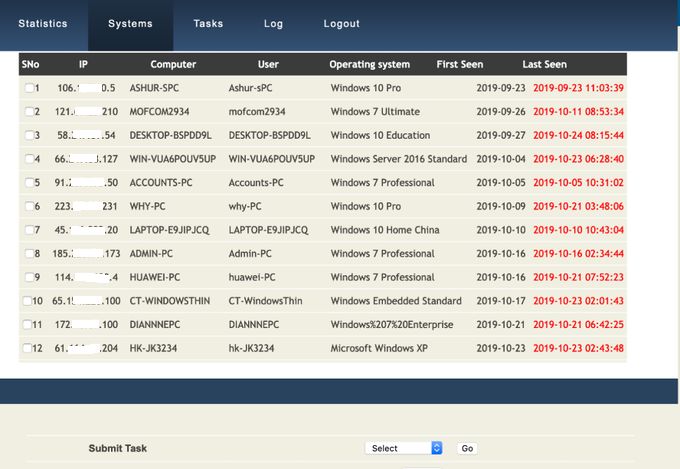 Statistics Systems Tasks Log Logout
SNo IP Computer User Operating system First Seen Last Seen
1 106.1 0.5 ASHUR-SPC Ashur-sPC Windows 10 Pro 2019-09-23 2019-09-23 11:03:39
2 121. 210 MOFCOM2934 mofcom2934 Windows 7 Ultimate 2019-09-26 2019-10-11 08:53:34
3 58. .54 DESKTOP-BSPDD9L DESKTOP-BSPDD9L Windows 10 Education 2019-09-27 2019-10-24 08:15:44
4 66. .127 WIN-VUA6POUV5UP WIN-VUA6POUV5UP Windows Server 2016 Standard 2019-10-04 2019-10-23 06:28:40
5 91. .50 ACCOUNTS-PC Accounts-PC Windows 7 Professional 2019-10-05 2019-10-05 10:31:02
6 223. 231 WHY-PC why-PC Windows 10 Pro 2019-10-09 2019-10-21 03:48:06
7 45. .20 LAPTOP-E9JIPJCQ LAPTOP-E9JIPJCQ Windows 10 Home China 2019-10-10 2019-10-10 10:43:04
8 185. .173 ADMIN-PC Admin-PC Windows 7 Professional 2019-10-16 2019-10-16 02:34:44
9 114. .4 HUAWEI-PC huawei-PC Windows 7 Professional 2019-10-16 2019-10-21 07:52:23
10 65.1 .100 CT-WINDOWSTHIN CT-WindowsThin Windows Embedded Standard 2019-10-17 2019-10-23 02:01:43
11 172 .100 DIANNNEPC DIANNNEPC Windows%207%20Enterprise 2019-10-21 2019-10-21 06:42:25
12 61. .204 HK-JK3234 hk-JK3234 Microsoft Windows XP 2019-10-23 2019-10-23 02:43:48
Submit Task Select Go